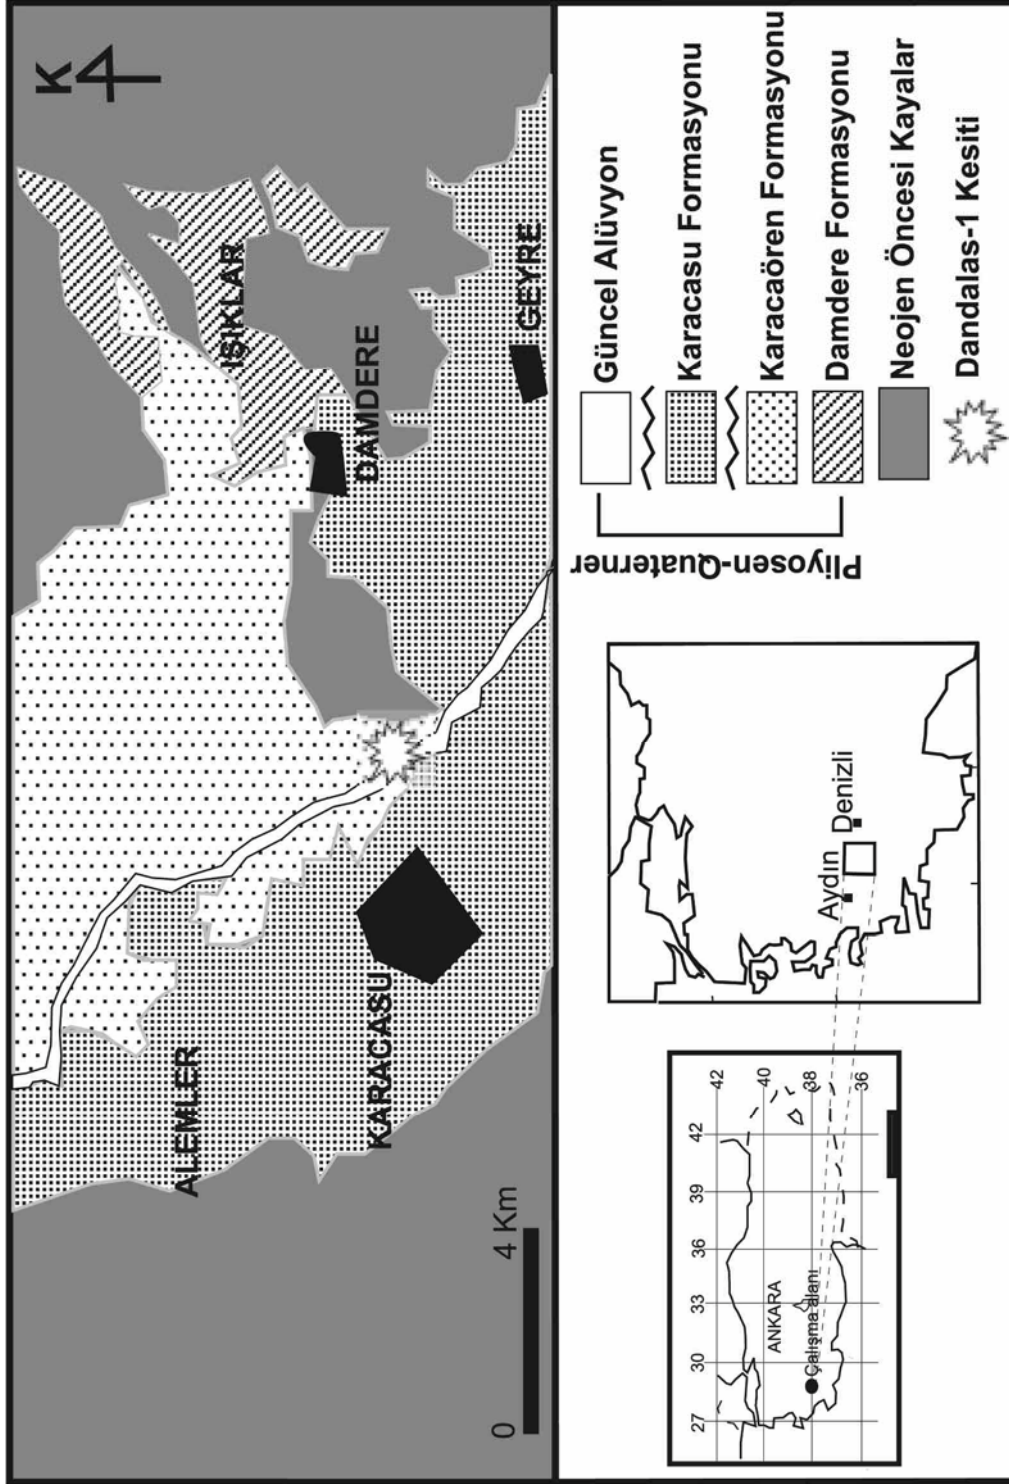 K
IŞIKLAR
DAMDERE
GEYRE
ALEMLER
KARACASU
0 4 Km
Pliyosen-Quaterner
Güncel Alüvyon
Karacasu Formasyonu
Karacaören Formasyonu
Damdere Formasyonu
Neojen Öncesi Kayalar
Dandalas-1 Kesiti
Aydın
Denizli
27 30 33 36 39 42
42
40
38
36
ANKARA
Çalışma alanı